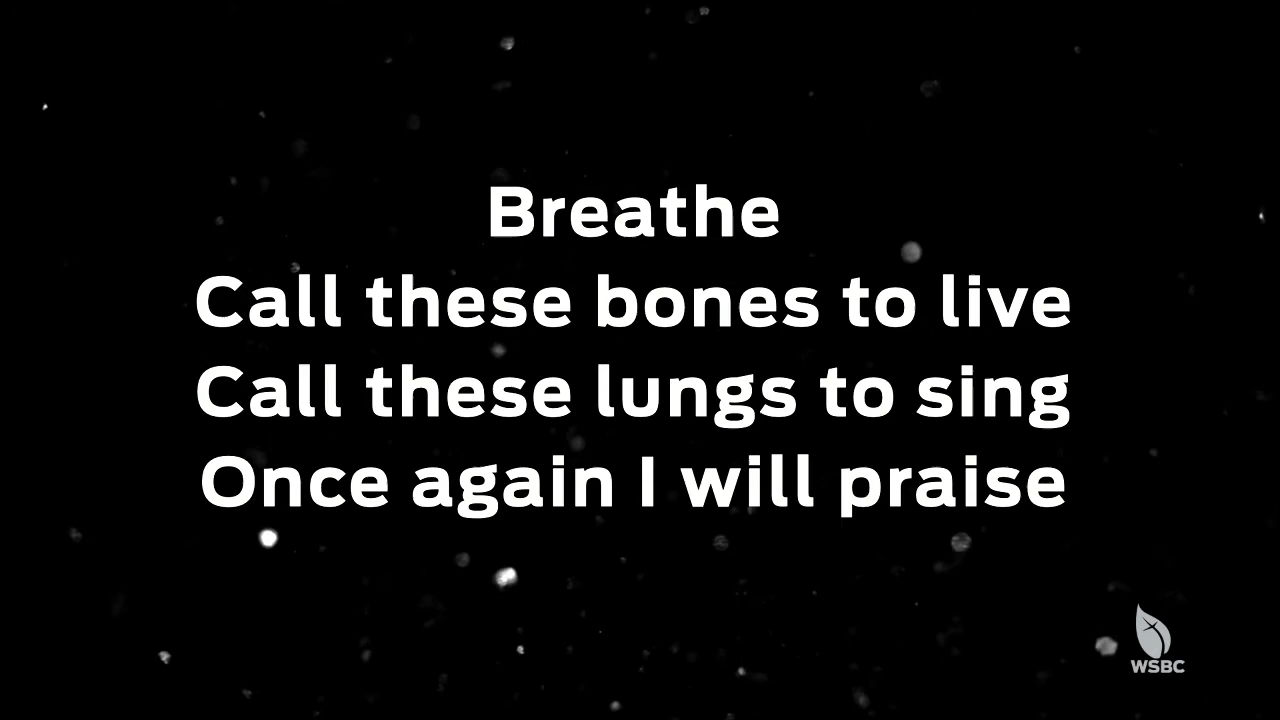 Breathe
Call these bones to live
Call these lungs to sing
Once again I will praise
WSBC